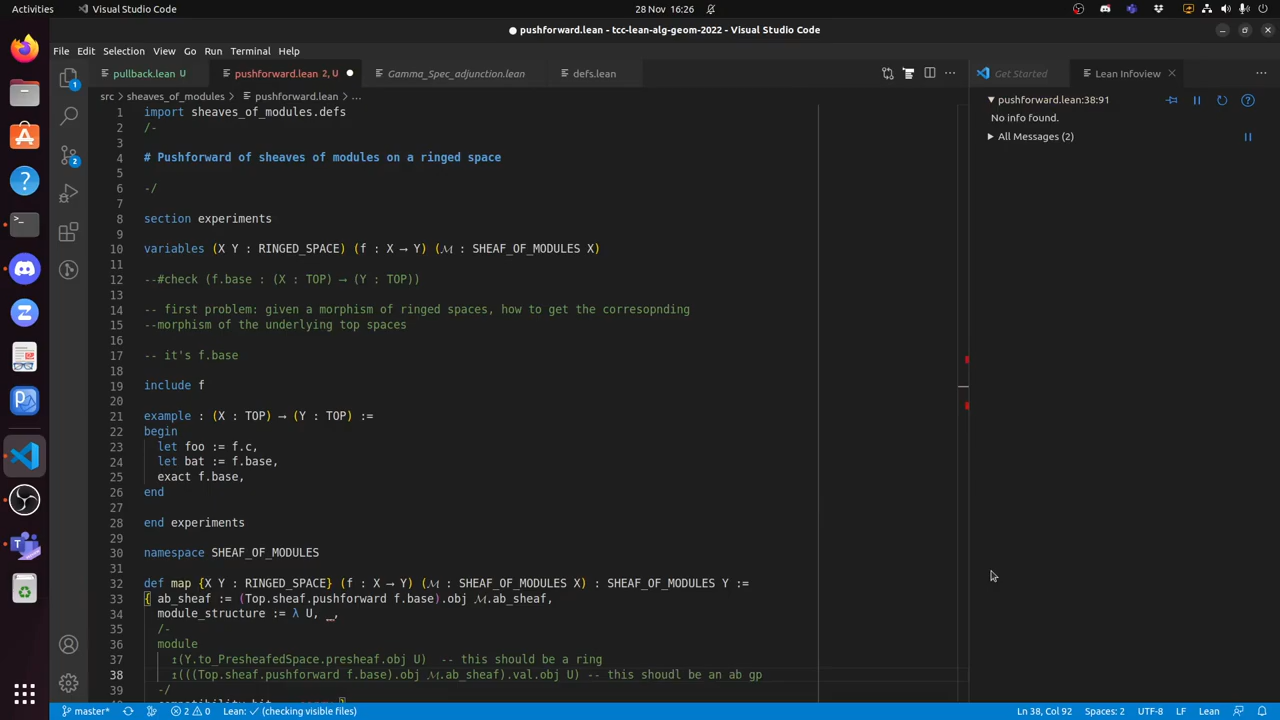 Activities
Visual Studio Code
28 Nov 16:26
pushforward.lean - tcc-lean-alg-geom-2022 - Visual Studio Code
File Edit Selection View Go Run Terminal Help
pullback.lean U
pushforward.lean 2, U
Gamma_Spec_adjunction.lean
defs.lean
Get Started
Lean Infoview
src > sheaves_of_modules > pushforward.lean > ...
1 import sheaves_of_modules.defs
2 /-
3
4 # Pushforward of sheaves of modules on a ringed space
5
6 -/
7
8 section experiments
9
10 variables (X Y : RINGED_SPACE) (f : X ⟶ Y) (ℳ : SHEAF_OF_MODULES X)
11
12 --#check (f.base : (X : TOP) ⟶ (Y : TOP))
13
14 -- first problem: given a morphism of ringed spaces, how to get the corresopnding
15 --morphism of the underlying top spaces
16
17 -- it's f.base
18
19 include f
20
21 example : (X : TOP) ⟶ (Y : TOP) :=
22 begin
23 let foo := f.c,
24 let bat := f.base,
25 exact f.base,
26 end
27
28 end experiments
29
30 namespace SHEAF_OF_MODULES
31
32 def map {X Y : RINGED_SPACE} (f : X ⟶ Y) (ℳ : SHEAF_OF_MODULES X) : SHEAF_OF_MODULES Y :=
33 { ab_sheaf := (Top.sheaf.pushforward f.base).obj ℳ.ab_sheaf,
34 module_structure := λ U, _,
35 /-
36 module
37 ↥(Y.to_PresheafedSpace.presheaf.obj U) -- this should be a ring
38 ↥(((Top.sheaf.pushforward f.base).obj ℳ.ab_sheaf).val.obj U) -- this shoudl be an ab gp
39 -/
pushforward.lean:38:91
No info found.
All Messages (2)
master* 2 0 Lean: ✓ (checking visible files)
Ln 38, Col 92 Spaces: 2 UTF-8 LF Lean